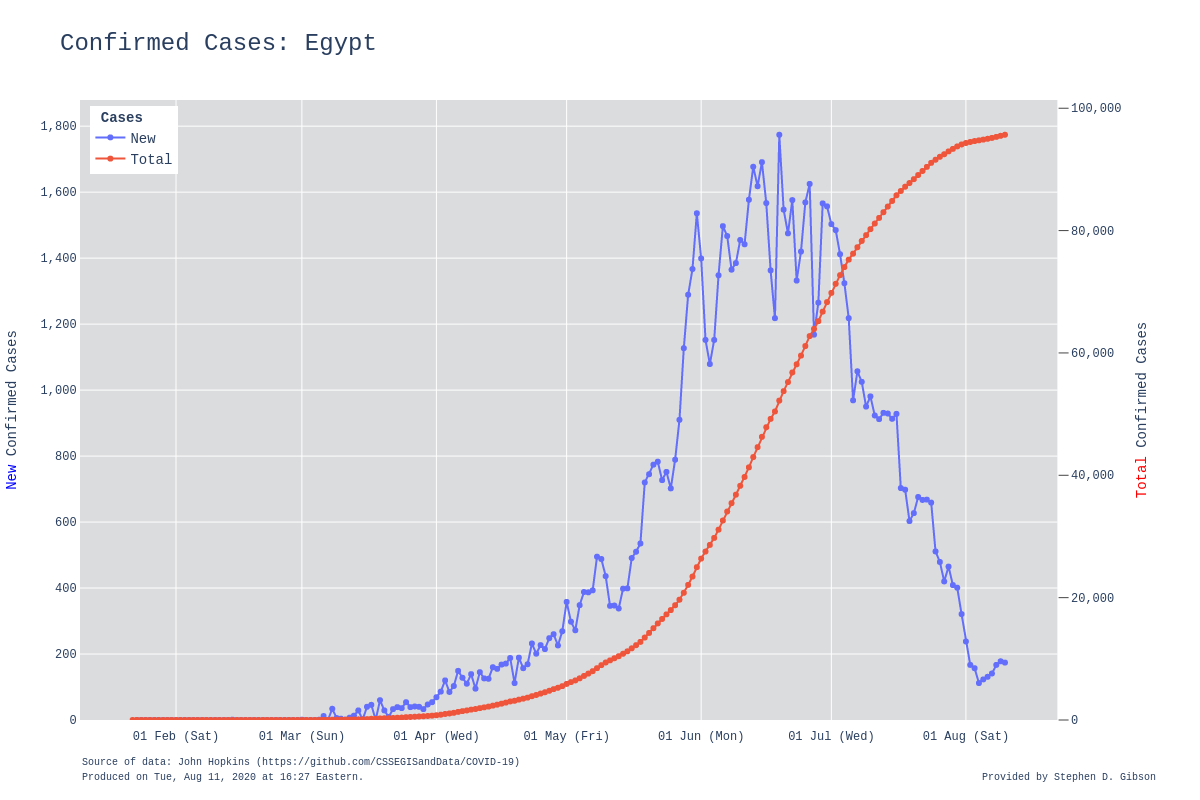 Confirmed Cases: Egypt
Cases
New
Total
1,800
1,600
1,400
1,200
1,000
800
600
400
200
0
New Confirmed Cases
100,000
80,000
60,000
40,000
20,000
0
Total Confirmed Cases
01 Feb (Sat)
01 Mar (Sun)
01 Apr (Wed)
01 May (Fri)
01 Jun (Mon)
01 Jul (Wed)
01 Aug (Sat)
Source of data: John Hopkins (https://github.com/CSSEGISandData/COVID-19)
Produced on Tue, Aug 11, 2020 at 16:27 Eastern.
Provided by Stephen D. Gibson